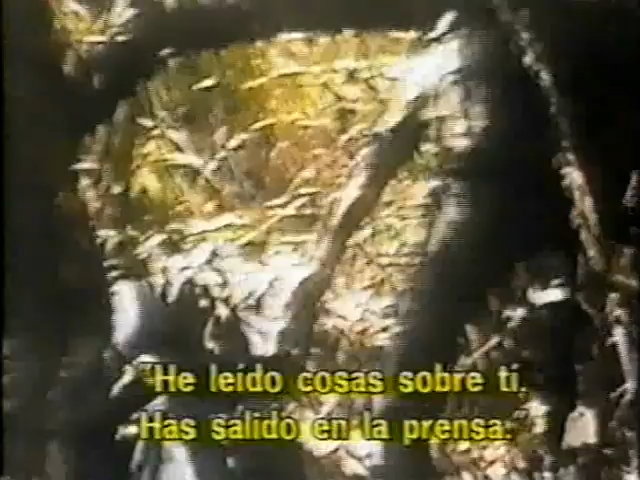 "He leído cosas sobre ti.
Has salido en la prensa."